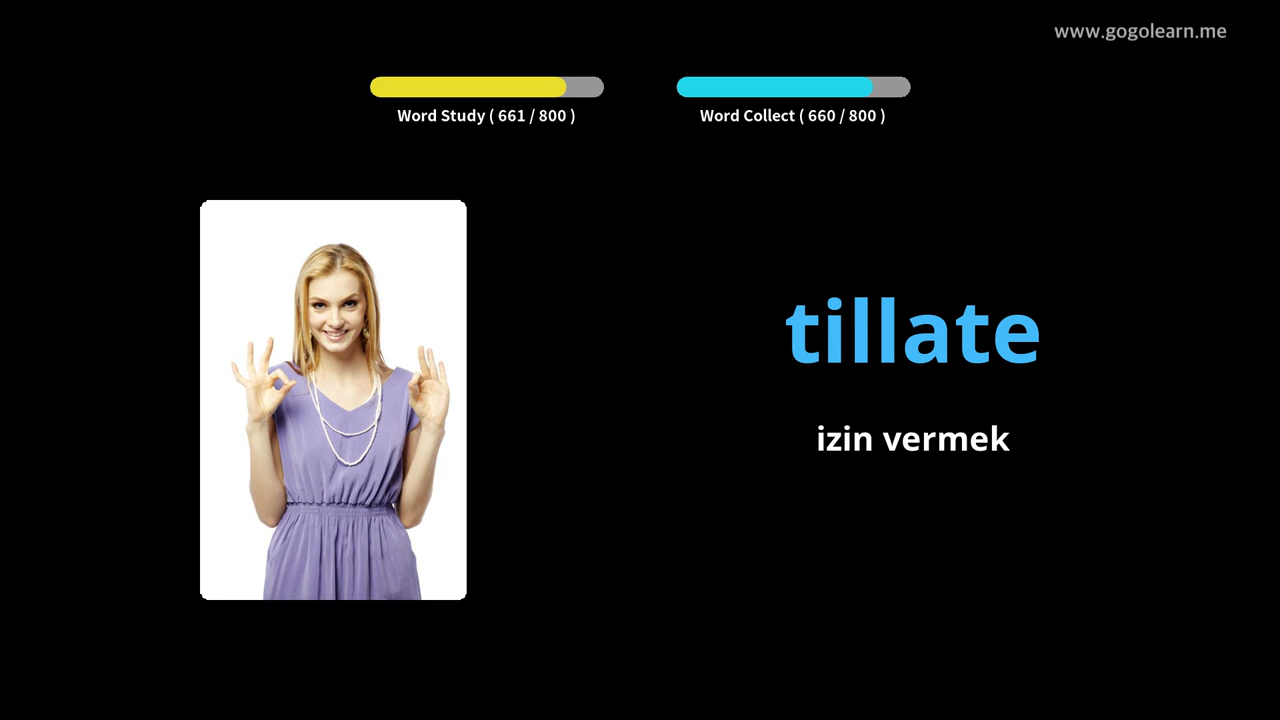 www.gogolearn.me
Word Study ( 661 / 800 )
Word Collect ( 660 / 800 )
tillate
izin vermek